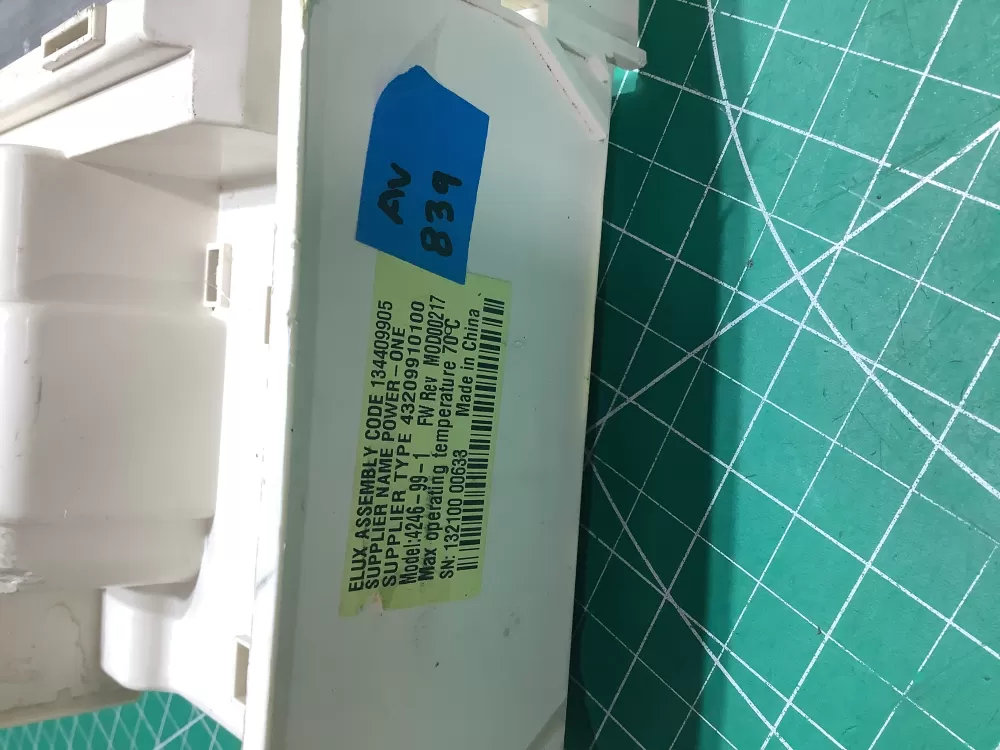 AV
839
ELUX ASSEMBLY CODE 134409905
SUPPLIER NAME POWER-ONE
SUPPLIER TYPE 43209910100
Model:4246-99-1 FW Rev MOD000217
Max operating temperature 70°C
SN: 132100 00633 Made in China